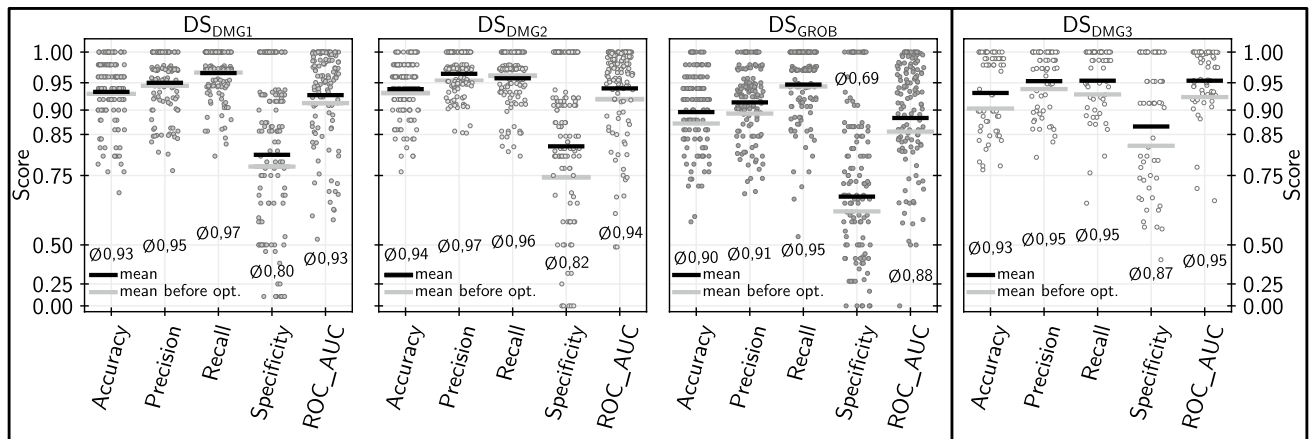 DS_DMG1
DS_DMG2
DS_GROB
DS_DMG3
Score
1.00
0.95
0.90
0.85
0.75
0.50
0.25
0.00
Ø0,93
Ø0,95
Ø0,97
Ø0,80
Ø0,93
mean
mean before opt.
Accuracy
Precision
Recall
Specificity
ROC_AUC
Ø0,94
Ø0,97
Ø0,96
Ø0,82
Ø0,94
mean
mean before opt.
Accuracy
Precision
Recall
Specificity
ROC_AUC
Ø0,90
Ø0,91
Ø0,95
Ø0,69
Ø0,88
mean
mean before opt.
Accuracy
Precision
Recall
Specificity
ROC_AUC
Ø0,93
Ø0,95
Ø0,95
Ø0,87
Ø0,95
mean
mean before opt.
Accuracy
Precision
Recall
Specificity
ROC_AUC
1.00
0.95
0.90
0.85
0.75
0.50
0.25
0.00
Score